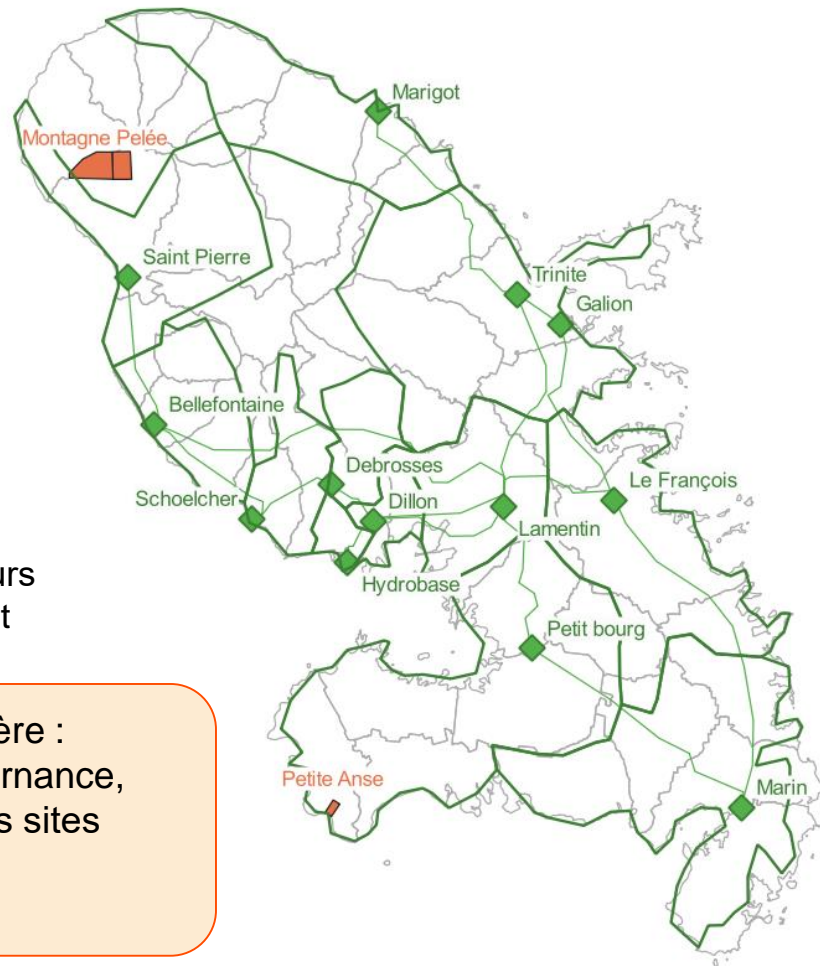 Marigot
Montagne Pelée
Saint Pierre
Trinite
Galion
Bellefontaine
Debrosses
Le François
Schoelcher
Dillon
Lamentin
Hydrobase
Petit bourg
Petite Anse
Marin
urs
t
ère :
ernance,
s sites